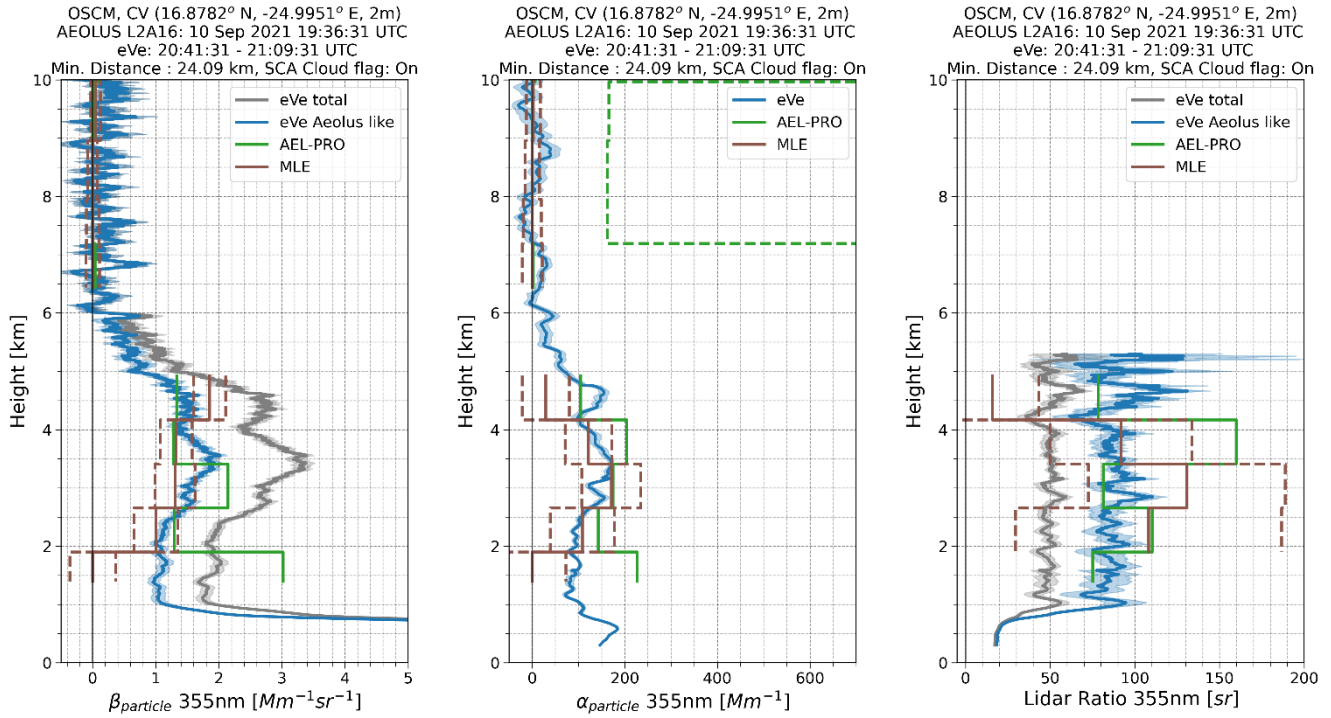 OSCM, CV (16.8782° N, -24.9951° E, 2m)
AEOLUS L2A16: 10 Sep 2021 19:36:31 UTC
eVe: 20:41:31 - 21:09:31 UTC
Min. Distance : 24.09 km, SCA Cloud flag: On
10
8
6
4
2
0
Height [km]
eVe total
eVe Aeolus like
AEL-PRO
MLE
0 1 2 3 4 5
β_particle 355nm [Mm⁻¹sr⁻¹]
OSCM, CV (16.8782° N, -24.9951° E, 2m)
AEOLUS L2A16: 10 Sep 2021 19:36:31 UTC
eVe: 20:41:31 - 21:09:31 UTC
Min. Distance : 24.09 km, SCA Cloud flag: On
10
8
6
4
2
0
Height [km]
eVe
AEL-PRO
MLE
0 200 400 600
α_particle 355nm [Mm⁻¹]
OSCM, CV (16.8782° N, -24.9951° E, 2m)
AEOLUS L2A16: 10 Sep 2021 19:36:31 UTC
eVe: 20:41:31 - 21:09:31 UTC
Min. Distance : 24.09 km, SCA Cloud flag: On
10
8
6
4
2
0
Height [km]
eVe total
eVe Aeolus like
AEL-PRO
MLE
0 50 100 150 200
Lidar Ratio 355nm [sr]